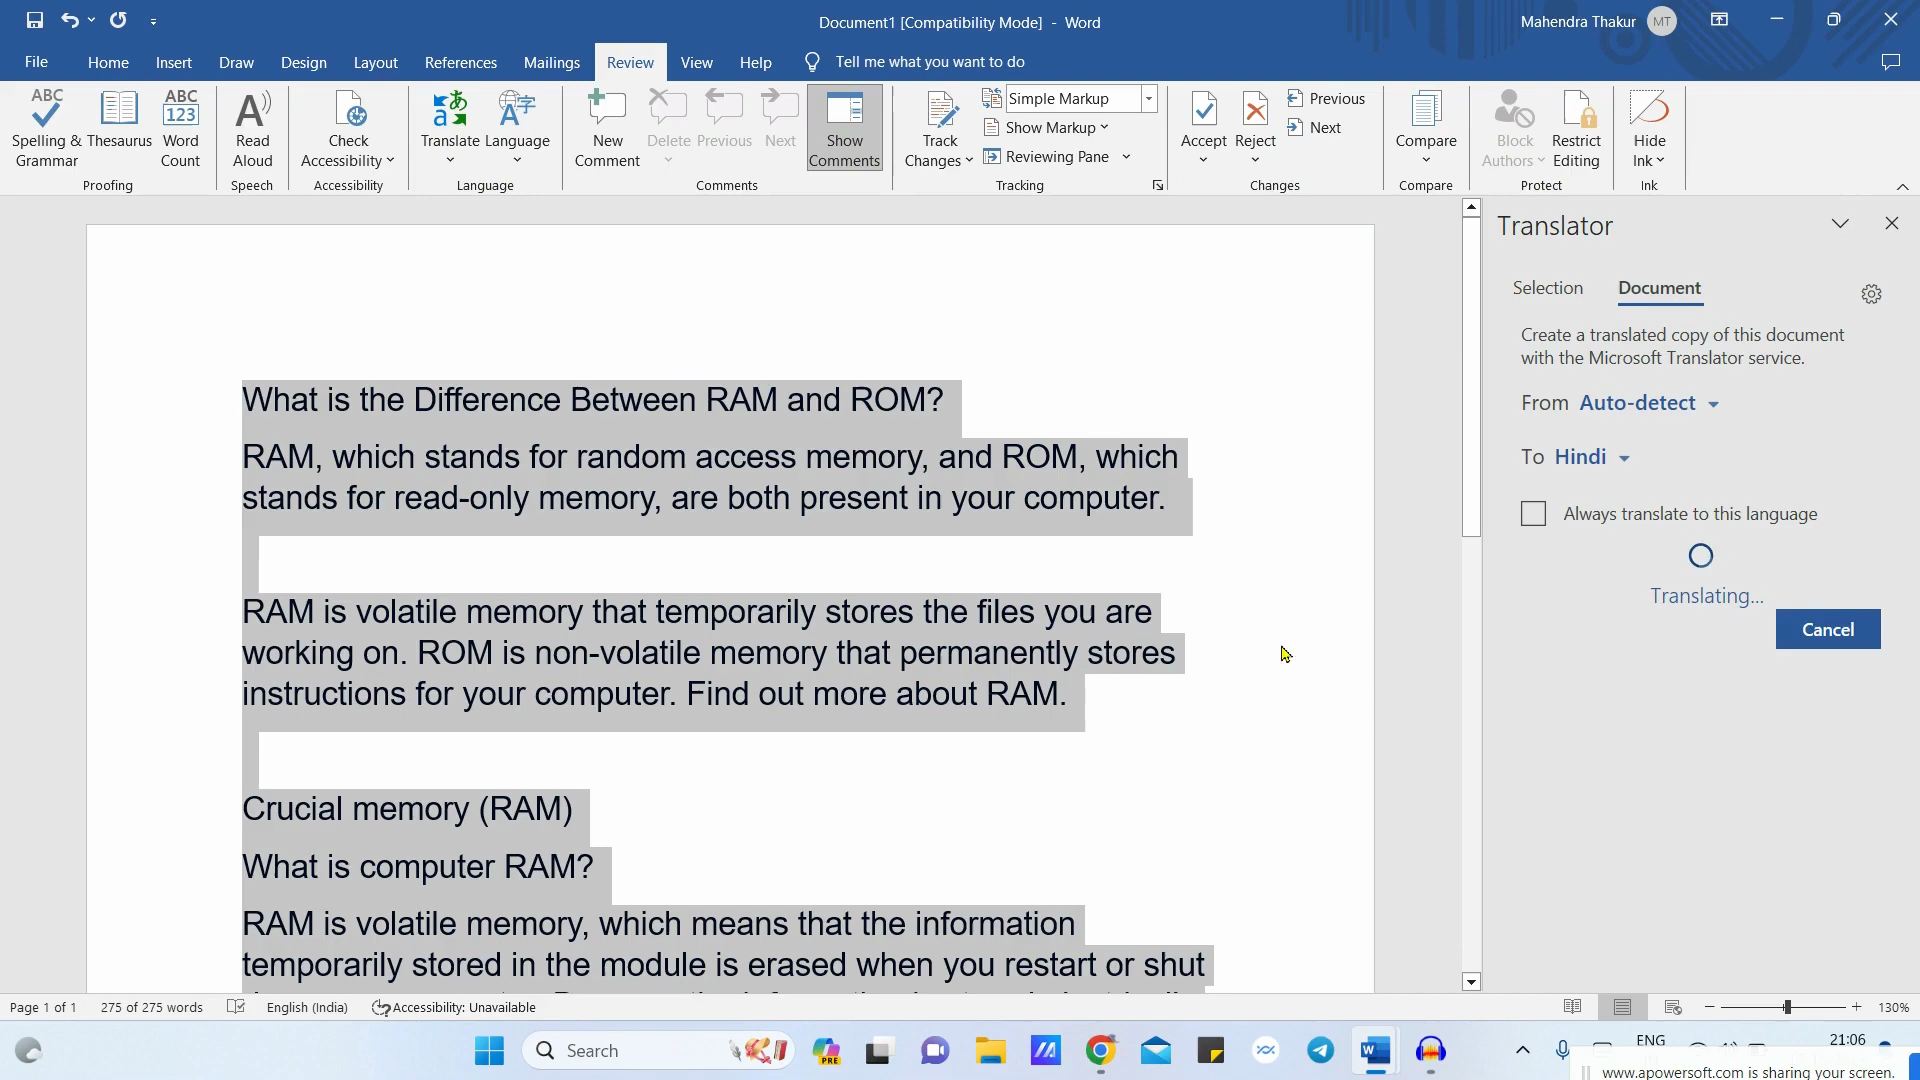 Document1 [Compatibility Mode] - Word
Mahendra Thakur MT
File Home Insert Draw Design Layout References Mailings Review View Help Tell me what you want to do
ABC
Spelling &
Grammar
Thesaurus
ABC
123
Word
Count
Proofing
A
Read
Aloud
Speech
Check
Accessibility
Accessibility
Translate
Language
Language
New
Comment
Delete
Previous
Next
Show
Comments
Comments
Track
Changes
Simple Markup
Show Markup
Reviewing Pane
Tracking
Accept
Reject
Previous
Next
Changes
Compare
Compare
Block
Authors
Restrict
Editing
Protect
Hide
Ink
Ink
What is the Difference Between RAM and ROM?
RAM, which stands for random access memory, and ROM, which
stands for read-only memory, are both present in your computer.
RAM is volatile memory that temporarily stores the files you are
working on. ROM is non-volatile memory that permanently stores
instructions for your computer. Find out more about RAM.
Crucial memory (RAM)
What is computer RAM?
RAM is volatile memory, which means that the information
temporarily stored in the module is erased when you restart or shut
Translator
Selection Document
Create a translated copy of this document
with the Microsoft Translator service.
From Auto-detect
To Hindi
Always translate to this language
Translating...
Cancel
Page 1 of 1 275 of 275 words English (India) Accessibility: Unavailable 130%
Search
PRE
ENG
21:06
www.apowersoft.com is sharing your screen.